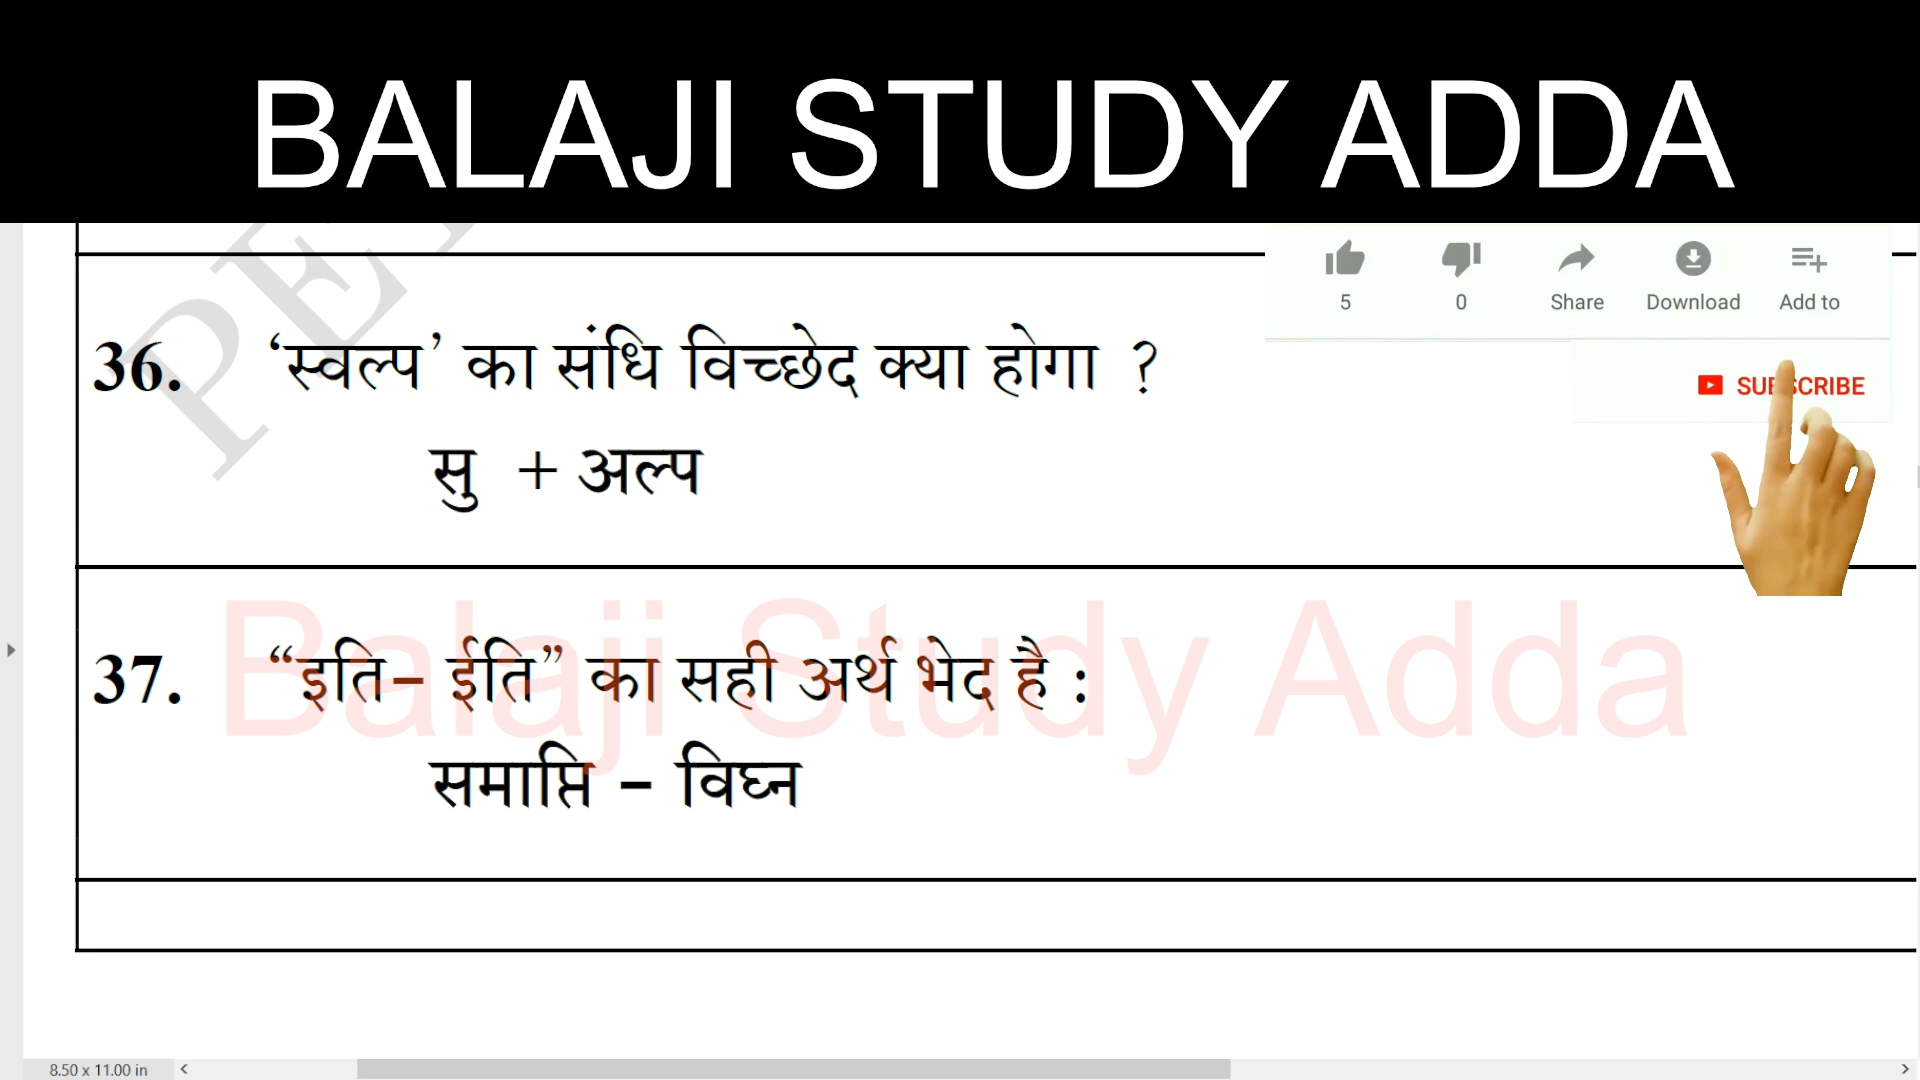 BALAJI STUDY ADDA
5 0 Share Download Add to
SUBSCRIBE
36. ‘स्वल्प’ का संधि विच्छेद क्या होगा ?
सु + अल्प
37. “इति– ईति” का सही अर्थ भेद है :
समाप्ति – विघ्न
Balaji Study Adda
8.50 x 11.00 in